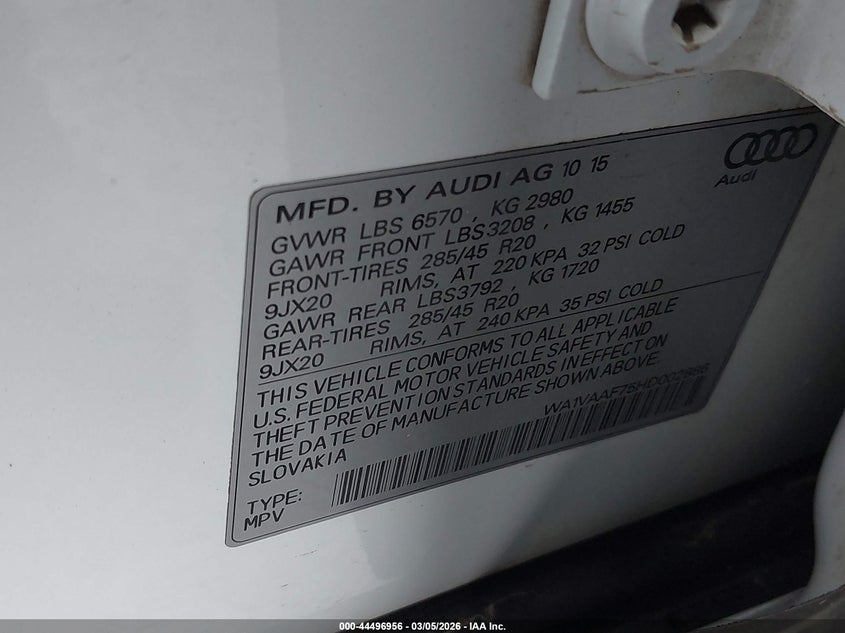 MFD. BY AUDI AG 10 15
Audi
GVWR LBS 6570 , KG 2980
GAWR FRONT LBS3208 , KG 1455
FRONT-TIRES 285/45 R20
9JX20 RIMS, AT 220 KPA 32 PSI COLD
GAWR REAR LBS3792 , KG 1720
REAR-TIRES 285/45 R20
9JX20 RIMS, AT 240 KPA 35 PSI COLD
THIS VEHICLE CONFORMS TO ALL APPLICABLE
U.S. FEDERAL MOTOR VEHICLE SAFETY AND
THEFT PREVENTION STANDARDS IN EFFECT ON
THE DATE OF MANUFACTURE SHOWN ABOVE.
SLOVAKIA
TYPE:
MPV
000-44496956 - 03/05/2026 - IAA Inc.